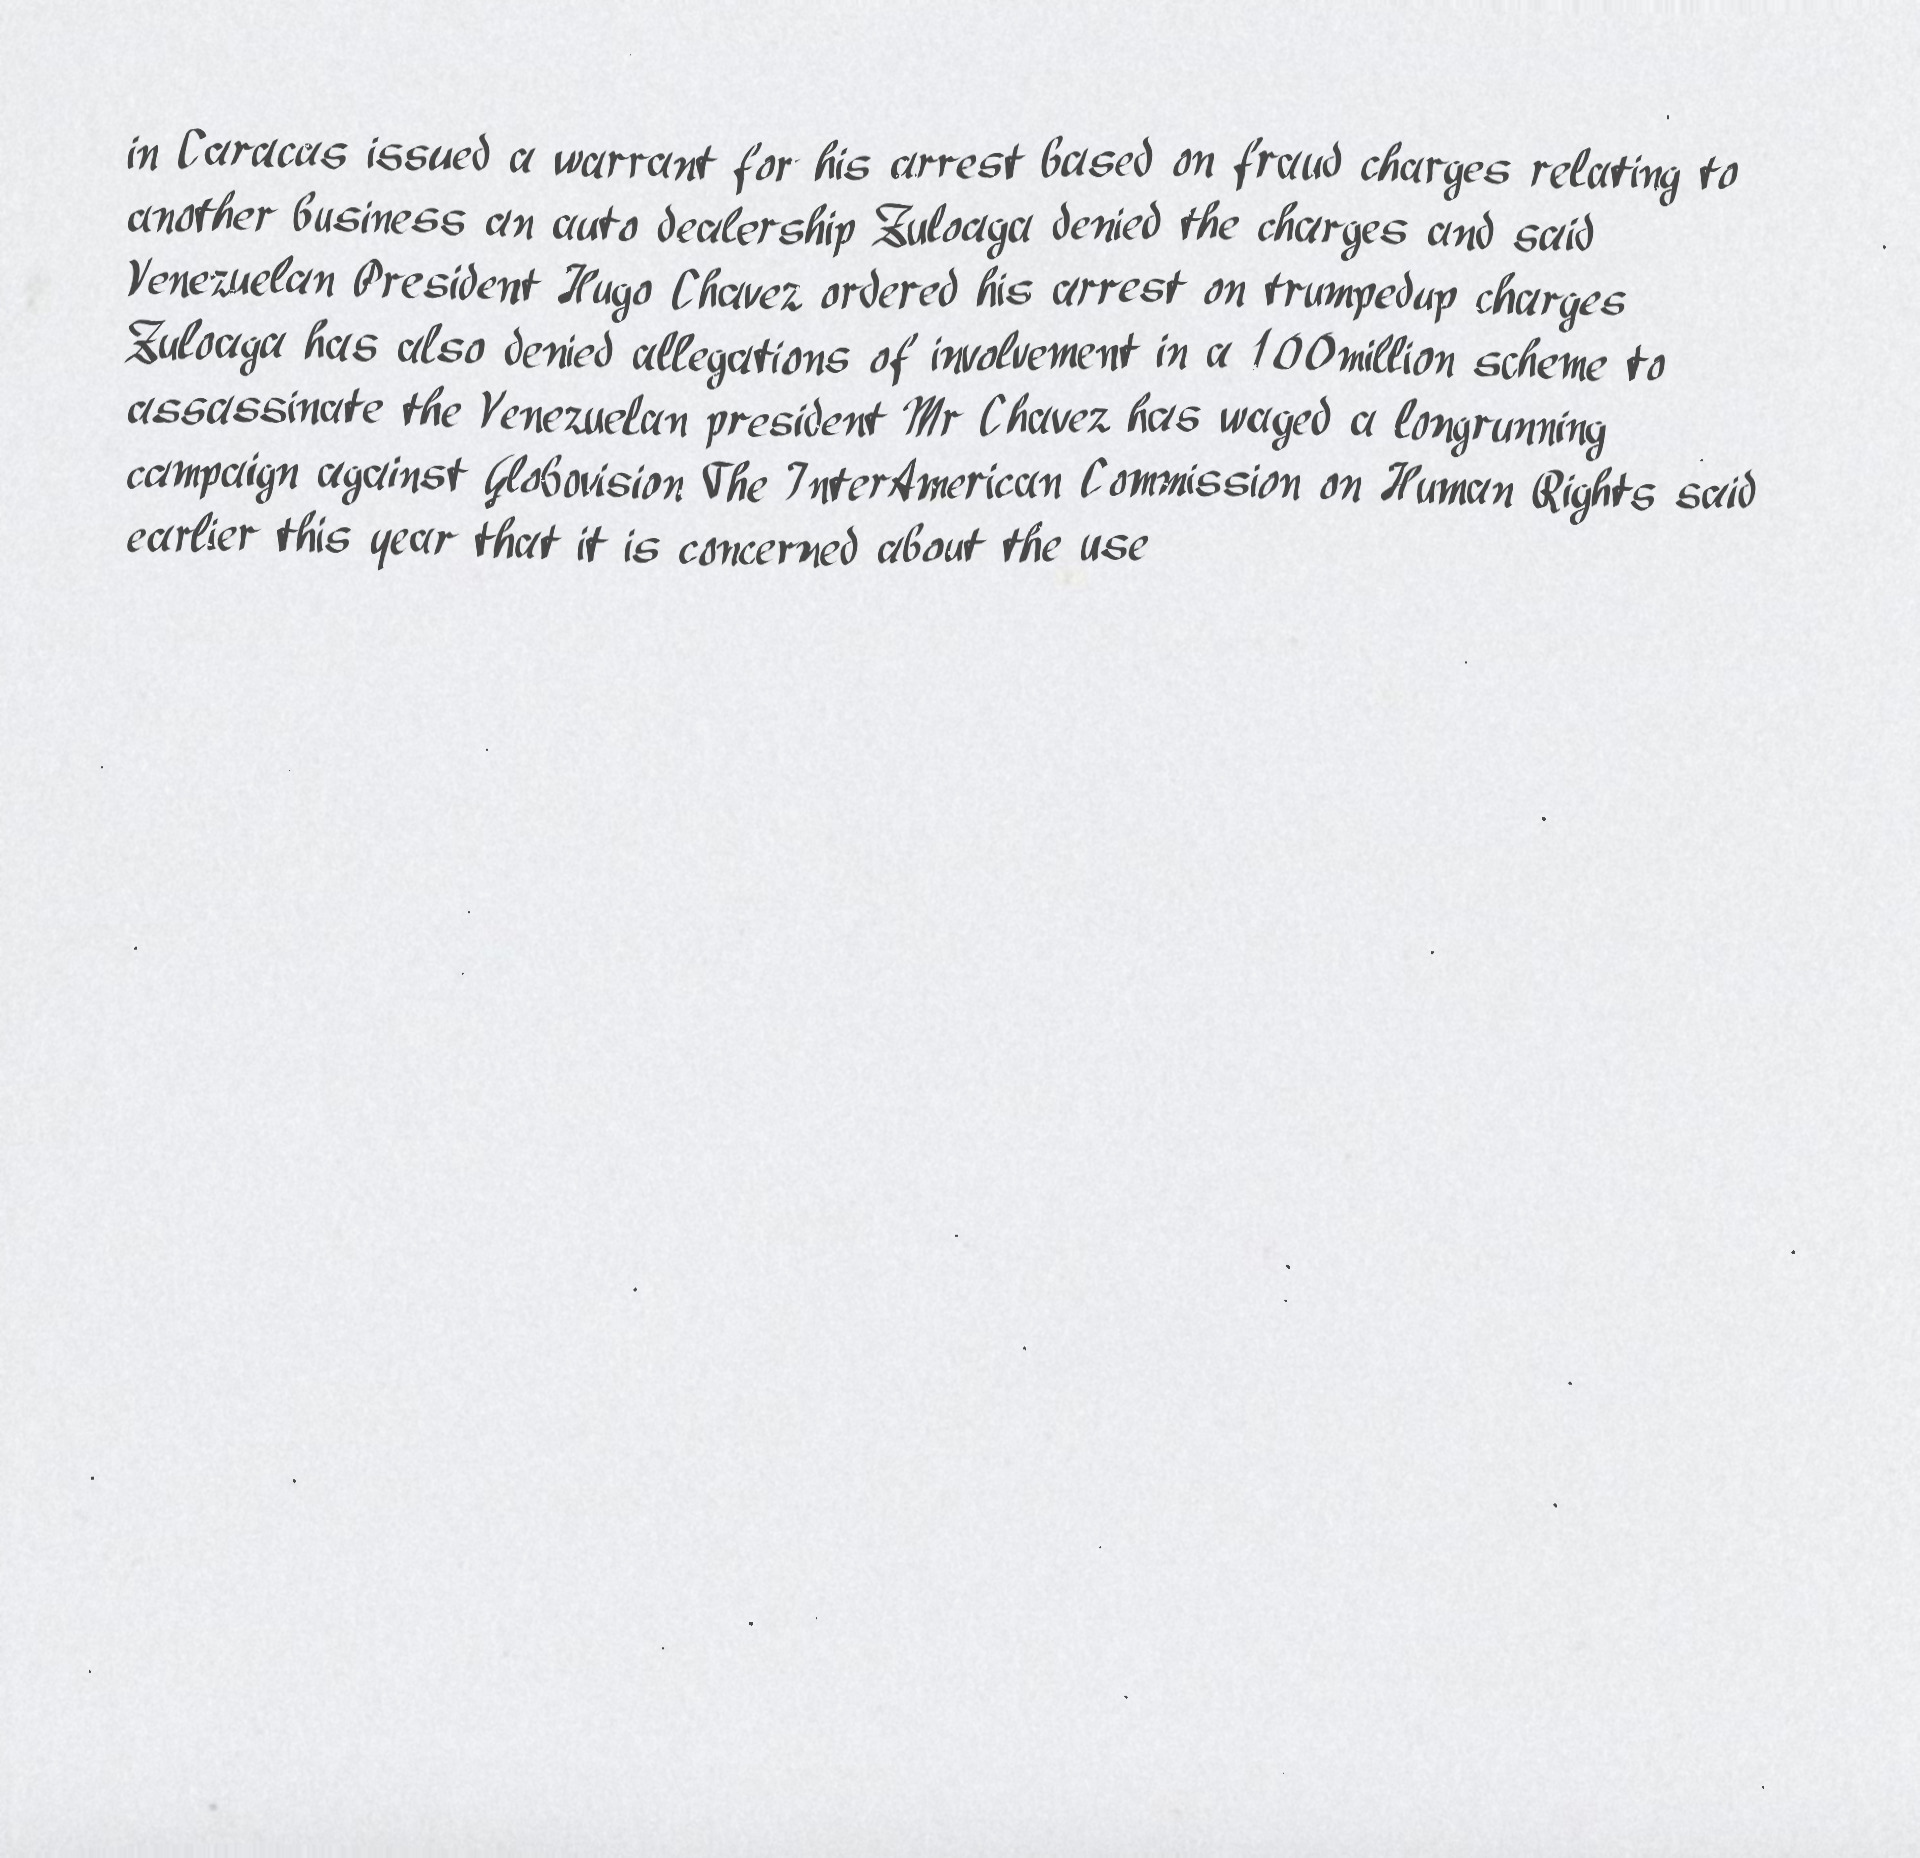 in Caracas issued a warrant for his arrest based on fraud charges relating to
another business an auto dealership Zuloaga denied the charges and said
Venezuelan President Hugo Chavez ordered his arrest on trumpedup charges
Zuloaga has also denied allegations of involvement in a 100million scheme to
assassinate the Venezuelan president Mr Chavez has waged a longrunning
campaign against Globovision The InterAmerican Commission on Human Rights said
earlier this year that it is concerned about the use